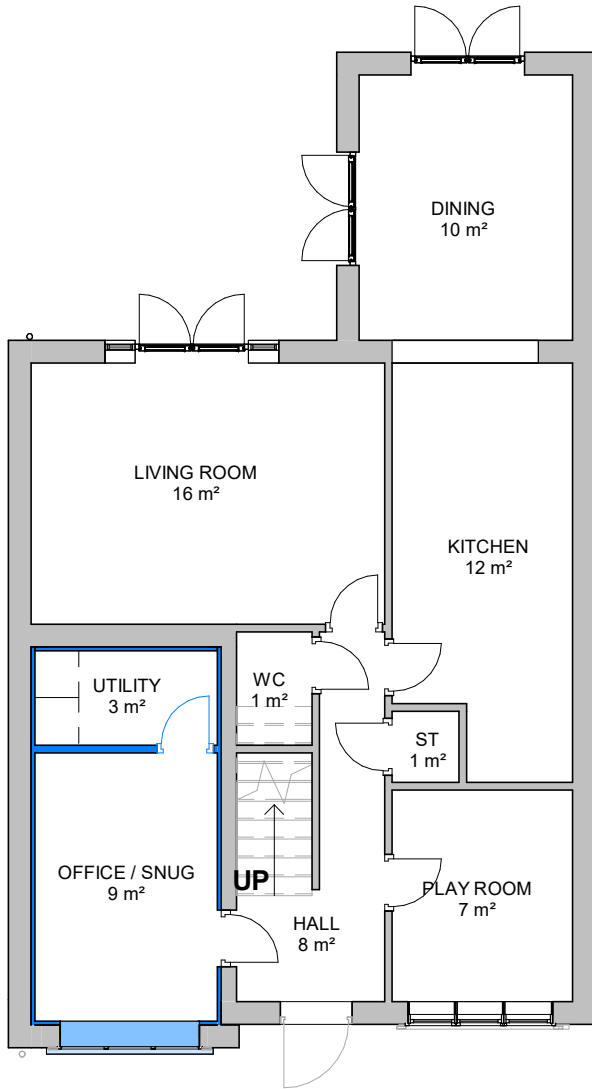 DINING
10 m²
LIVING ROOM
16 m²
KITCHEN
12 m²
UTILITY
3 m²
WC
1 m²
ST
1 m²
OFFICE / SNUG
9 m²
UP
PLAY ROOM
7 m²
HALL
8 m²